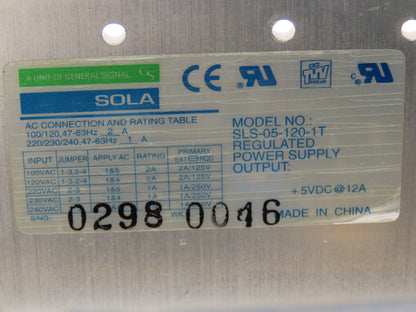 A UNIT OF GENERAL SIGNAL GS
SOLA
CE
TÜV
AC CONNECTION AND RATING TABLE
100/120,47-63Hz 2 A
220/230/240,47-63Hz 1 A
MODEL NO.:
SLS-05-120-1T
REGULATED
POWER SUPPLY
OUTPUT:
+5VDC@12A
INPUT JUMPER APPLY AC RATING PRIMARY
100VAC 1-3,2-4 1&5 2A 2A/125V
120VAC 1-3,2-4 1&4 2A 2A/125V
220VAC 2-3 1&5 1A 1A/250V
230VAC 2-3 1&4 1A 1A/250V
240VAC
S/NO.
0298 0046
WK
MADE IN CHINA